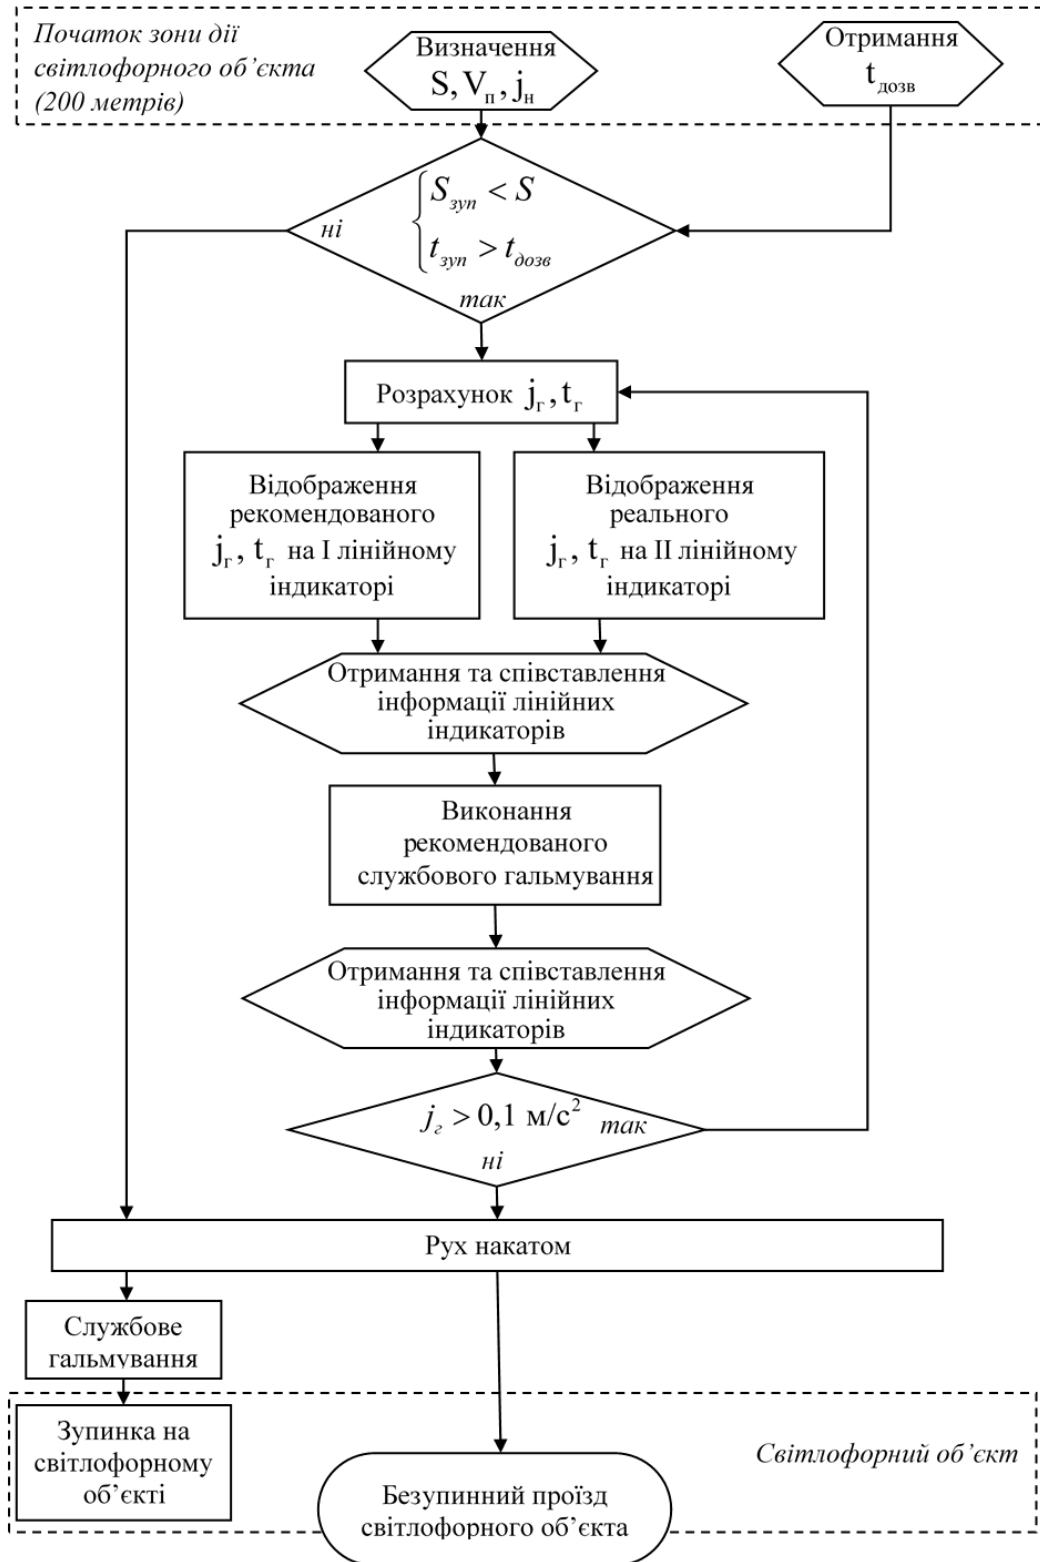 Початок зони дії
світлофорного об’єкта
(200 метрів)
Визначення
S, Vп, jн
Отримання
tдозв
Sзуп < S
ні
tзуп > tдозв
так
Розрахунок jг, tг
Відображення
рекомендованого
jг, tг на І лінійному
індикаторі
Відображення
реального
jг, tг на ІІ лінійному
індикаторі
Отримання та співставлення
інформації лінійних
індикаторів
Виконання
рекомендованого
службового гальмування
Отримання та співставлення
інформації лінійних
індикаторів
jг > 0,1 м/с²
так
ні
Рух накатом
Службове
гальмування
Зупинка на
світлофорному
об’єкті
Світлофорний об’єкт
Безупинний проїзд
світлофорного об’єкта